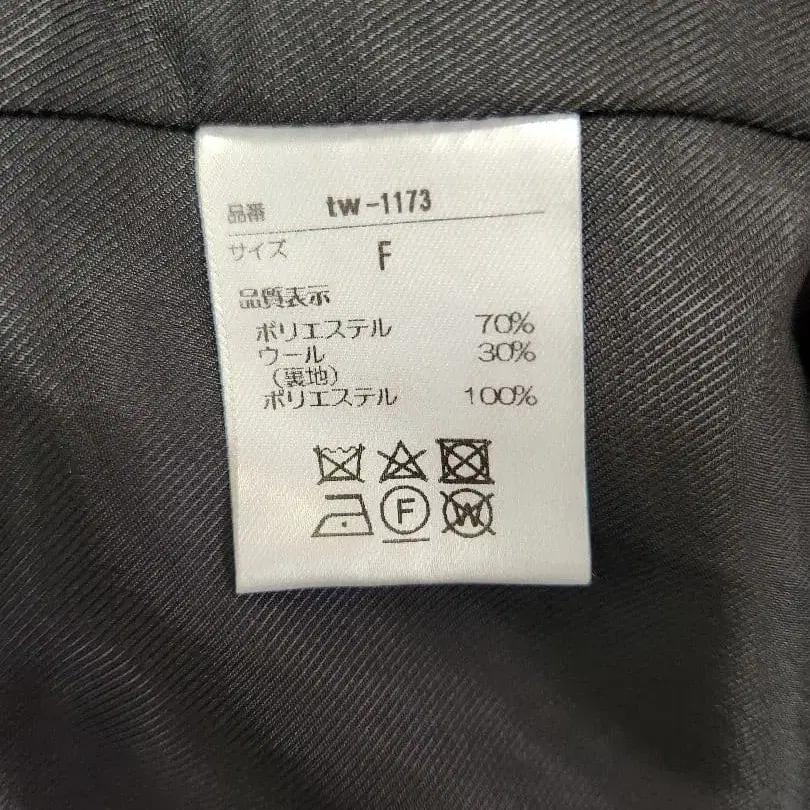 品番 tw-1173
サイズ F
品質表示
ポリエステル 70%
ウール 30%
(裏地)
ポリエステル 100%
F W